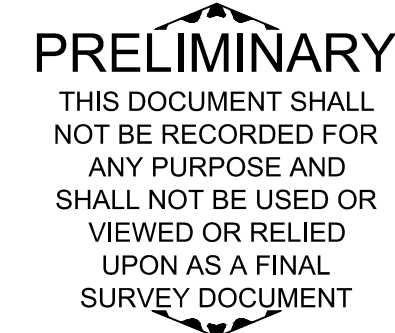 PRELIMINARY
THIS DOCUMENT SHALL
NOT BE RECORDED FOR
ANY PURPOSE AND
SHALL NOT BE USED OR
VIEWED OR RELIED
UPON AS A FINAL
SURVEY DOCUMENT